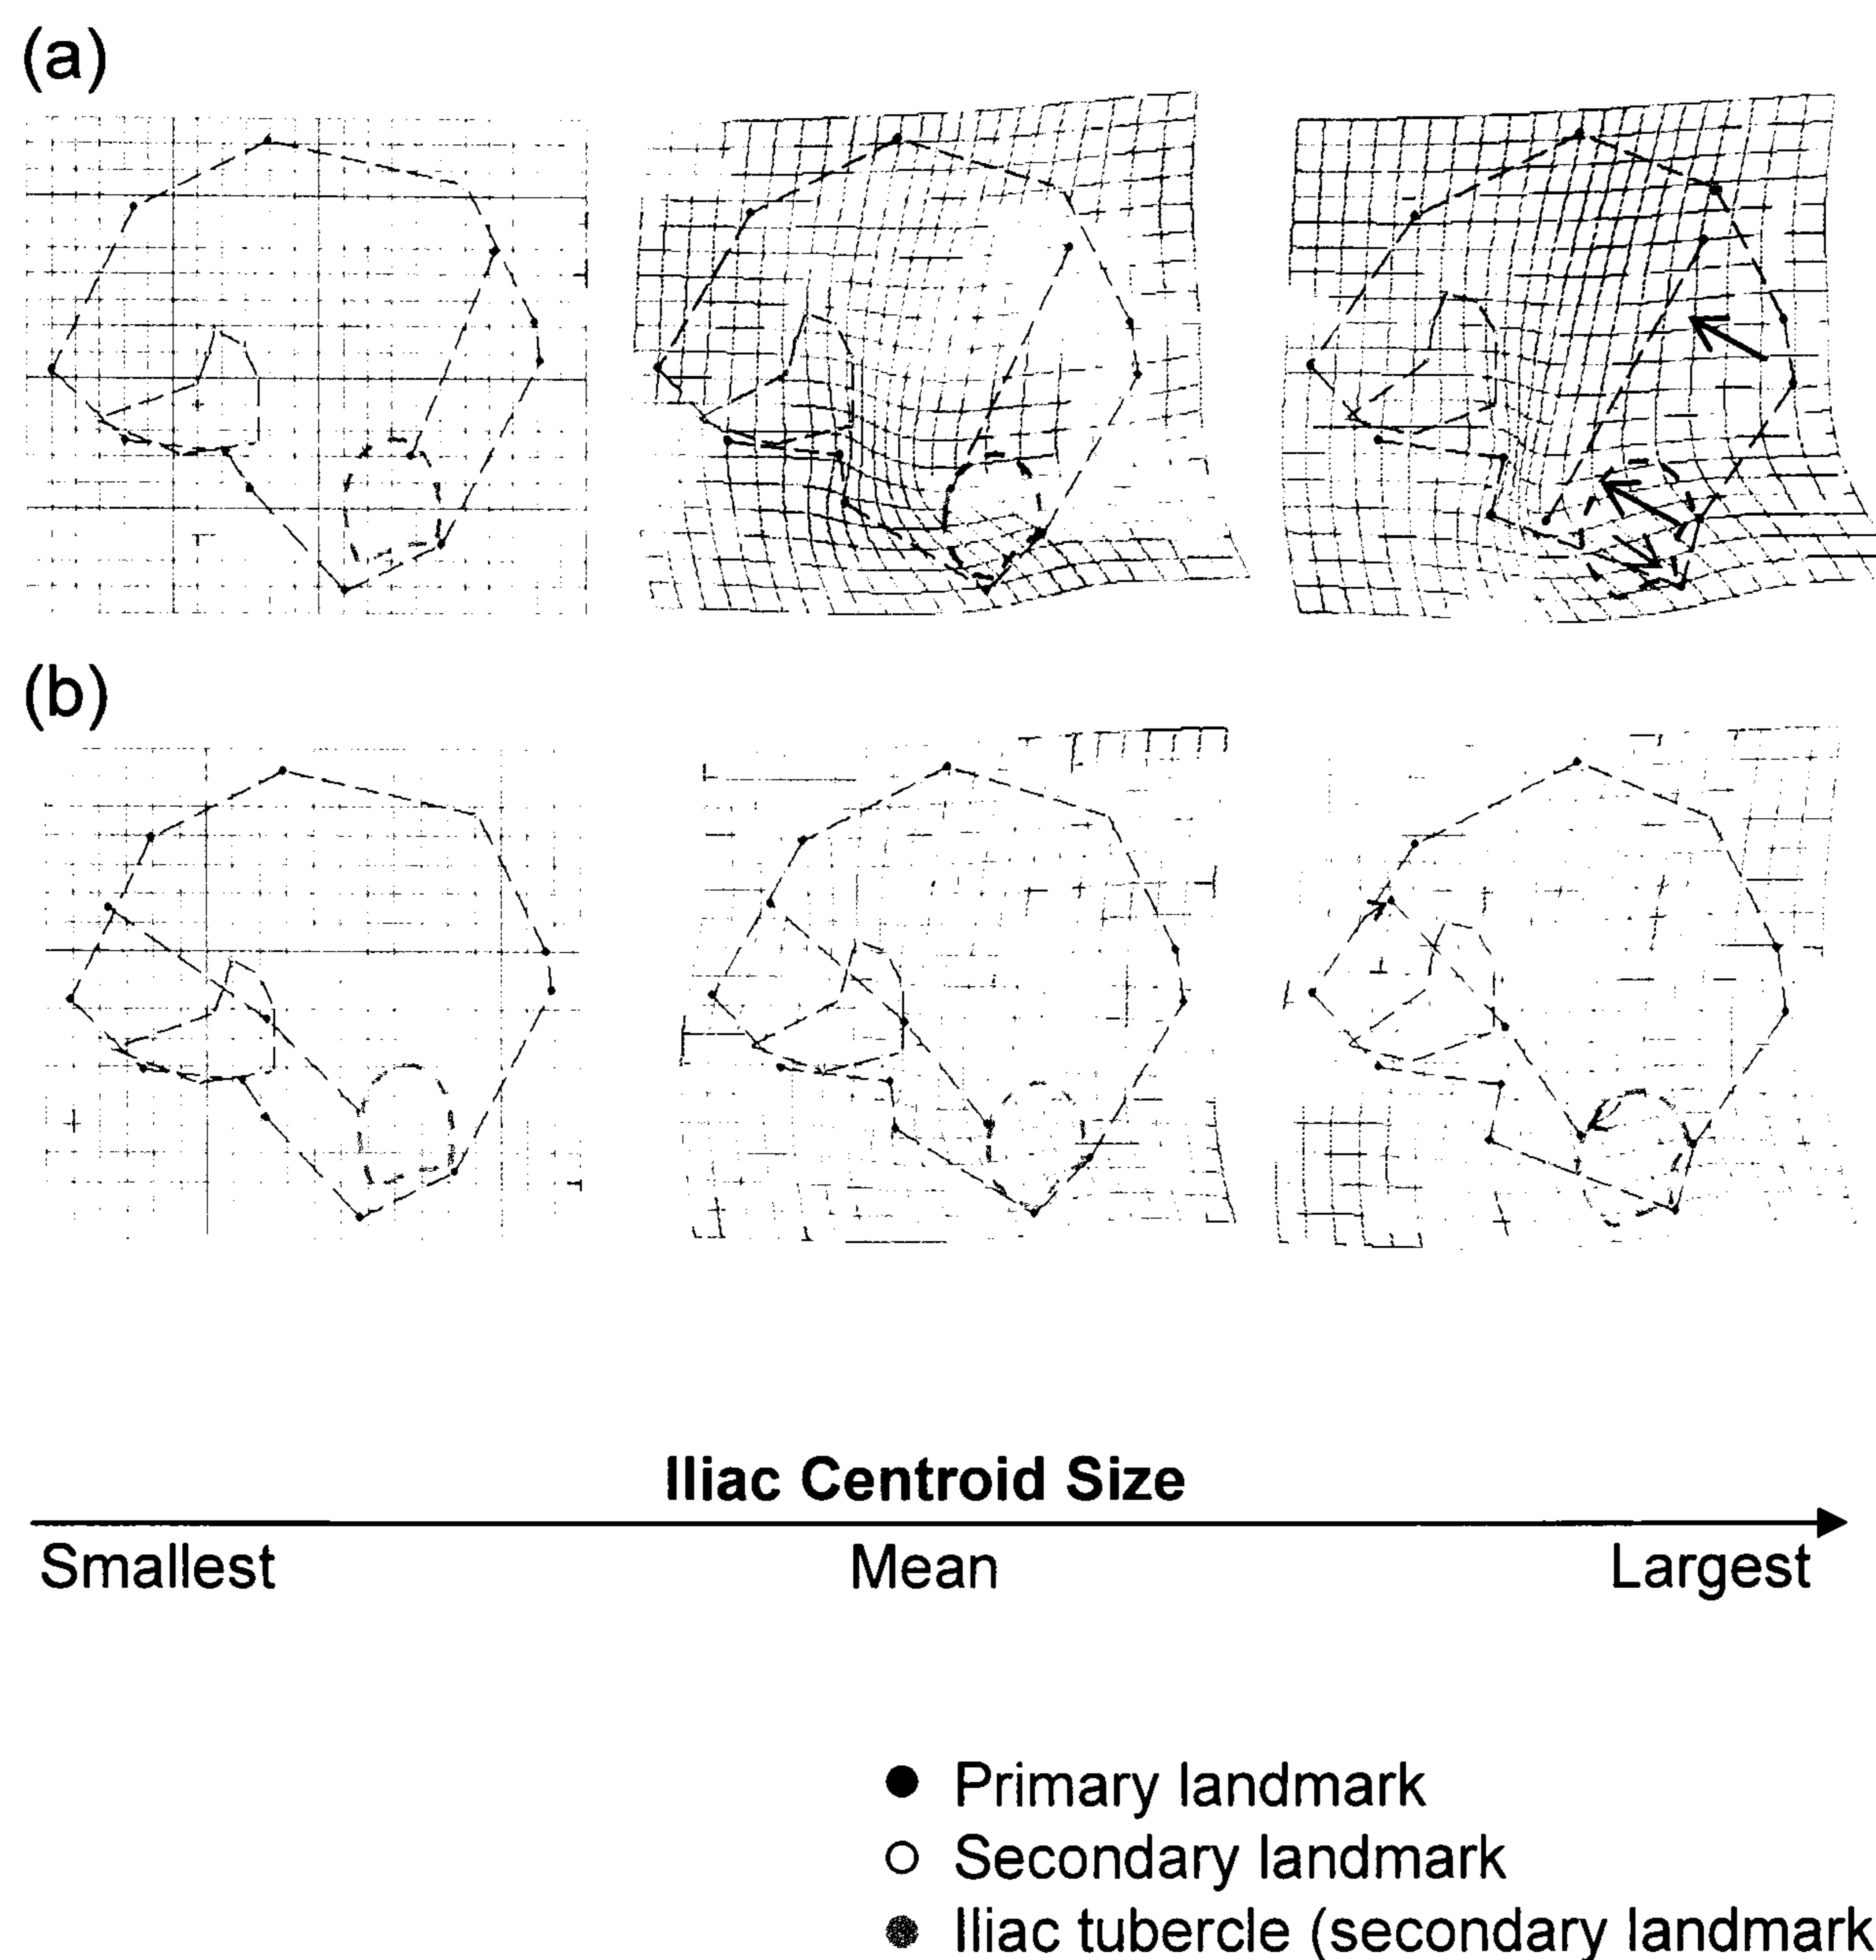 (a)
(b)
Iliac Centroid Size
Smallest Mean Largest
Primary landmark
Secondary landmark
Iliac tubercle (secondary landmark